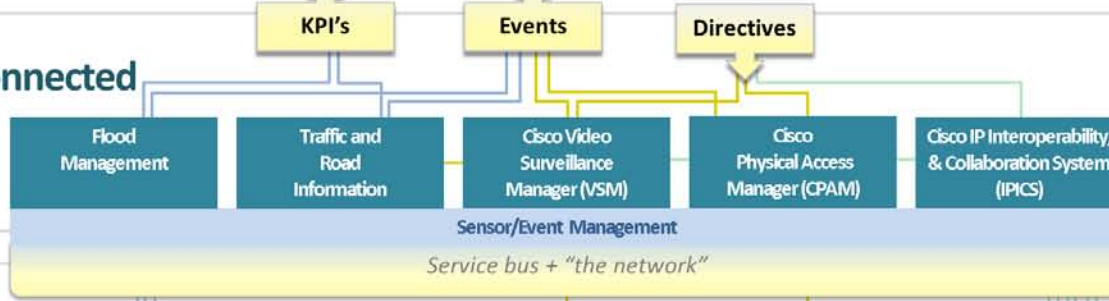 KPI's
Events
Directives
nnected
Flood
Management
Traffic and
Road
Information
Cisco Video
Surveillance
Manager (VSM)
Cisco
Physical Access
Manager (CPAM)
Cisco IP Interoperability,
& Collaboration System
(IPICS)
Sensor/Event Management
Service bus + “the network”